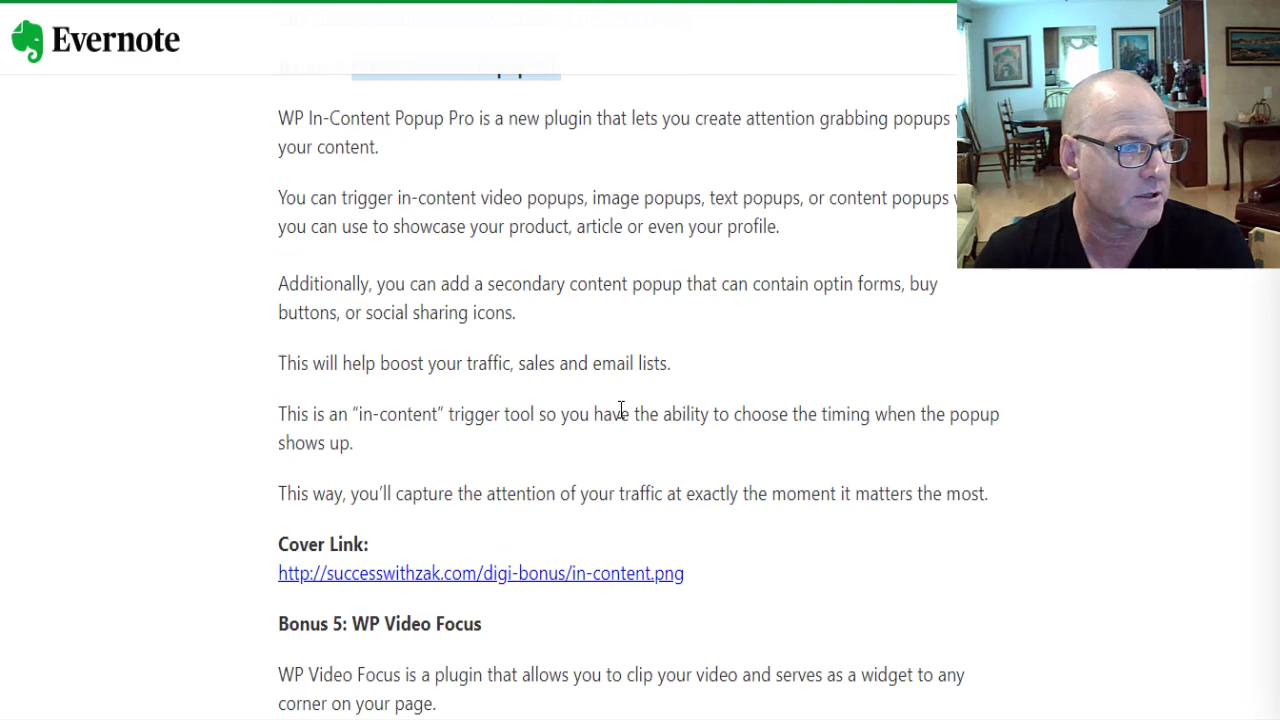 Evernote
WP In-Content Popup Pro is a new plugin that lets you create attention grabbing popups
your content.
You can trigger in-content video popups, image popups, text popups, or content popups
you can use to showcase your product, article or even your profile.
Additionally, you can add a secondary content popup that can contain optin forms, buy
buttons, or social sharing icons.
This will help boost your traffic, sales and email lists.
This is an “in-content” trigger tool so you have the ability to choose the timing when the popup
shows up.
This way, you’ll capture the attention of your traffic at exactly the moment it matters the most.
Cover Link:
http://successwithzak.com/digi-bonus/in-content.png
Bonus 5: WP Video Focus
WP Video Focus is a plugin that allows you to clip your video and serves as a widget to any
corner on your page.